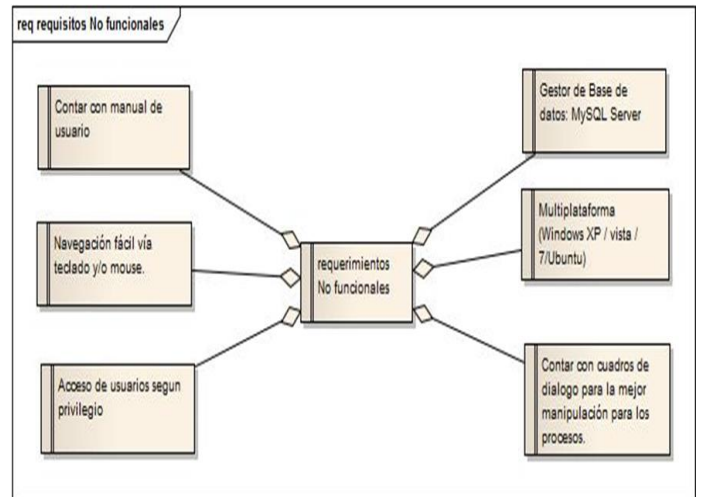 req requisitos No funcionales
Contar con manual de
usuario
Navegación fácil vía
teclado y/o mouse.
Acceso de usuarios segun
privilegio
requerimientos
No funcionales
Gestor de Base de
datos: MySQL Server
Multiplataforma
(Windows XP / vista /
7/Ubuntu)
Contar con cuadros de
dialogo para la mejor
manipulación para los
procesos.